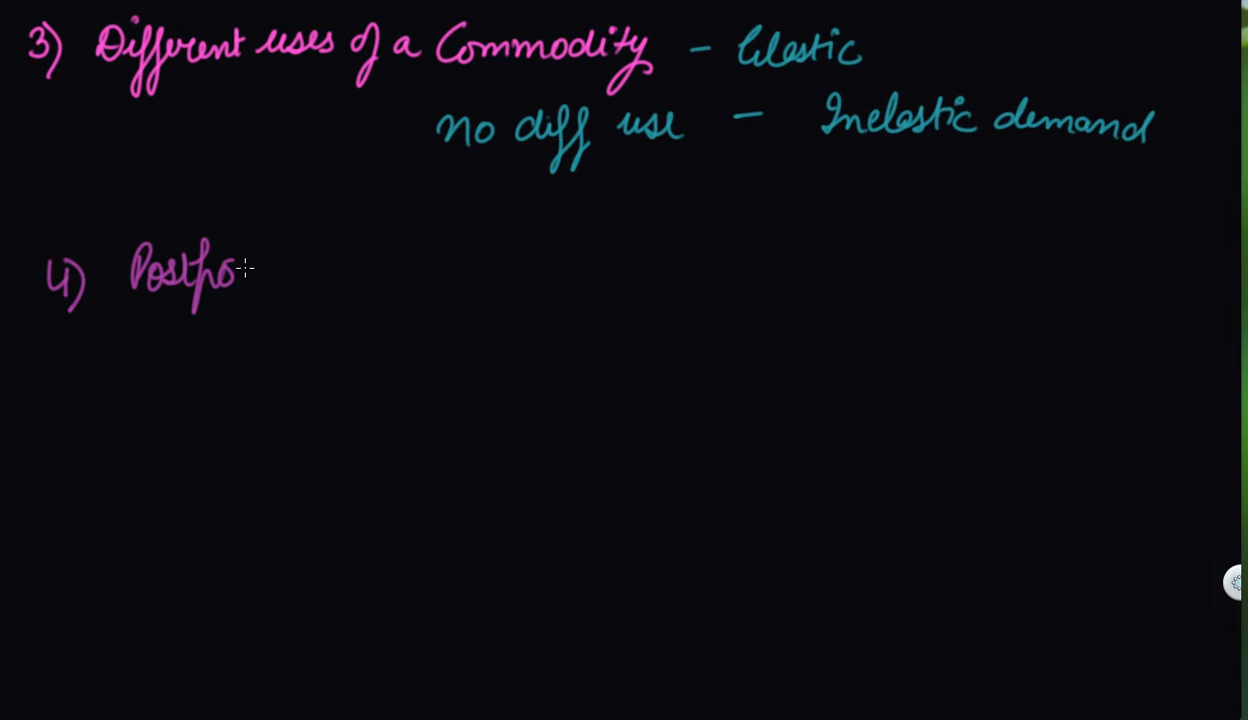 3) Different uses of a Commodity - Elastic
no diff use - Inelastic demand
4) Postpo